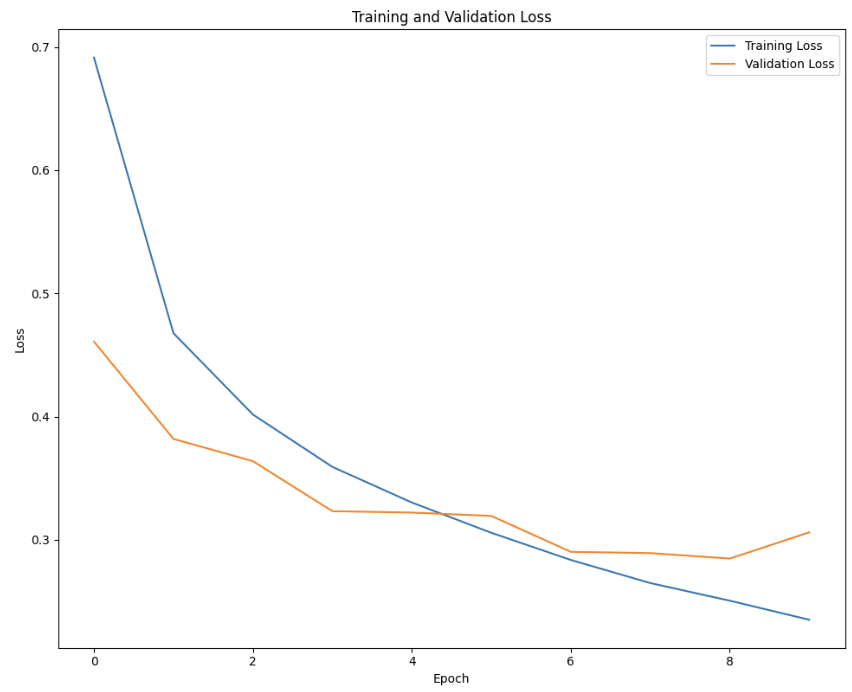 Training and Validation Loss
Training Loss
Validation Loss
0.7
0.6
0.5
0.4
0.3
Loss
0 2 4 6 8
Epoch